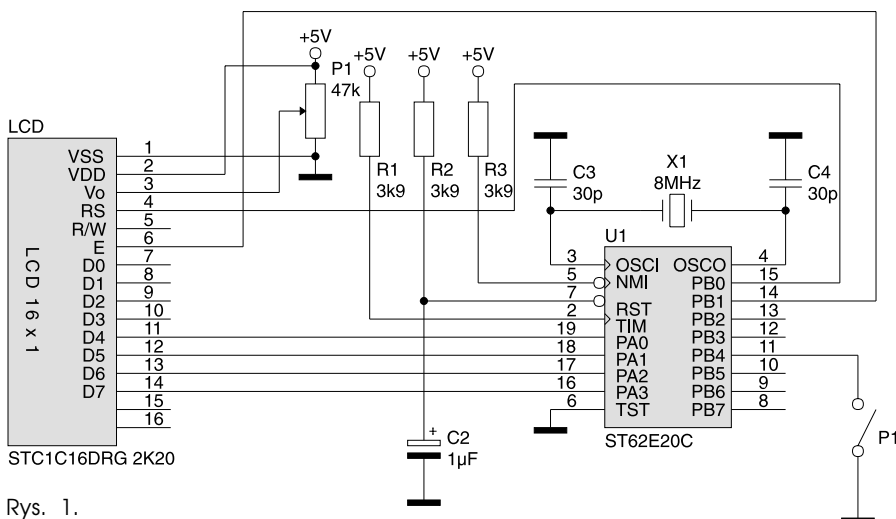 +5V
P1
47k
+5V
+5V
+5V
LCD
VSS 1
VDD 2
Vo 3
RS 4
R/W 5
E 6
D0 7
D1 8
D2 9
D3 10
D4 11
D5 12
D6 13
D7 14
15
16
LCD 16 x 1
STC1C16DRG 2K20
R1
3k9
R2
3k9
R3
3k9
C3
30p
X1
8MHz
C4
30p
U1
3 OSCI OSCO 4
5 NMI PB0 15
7 RST PB1 14
2 TIM PB2 13
19 PA0 PB3 12
18 PA1 PB4 11
17 PA2 PB5 10
16 PA3 PB6 9
6 TST PB7 8
ST62E20C
+
C2
1µF
P1
Rys. 1.